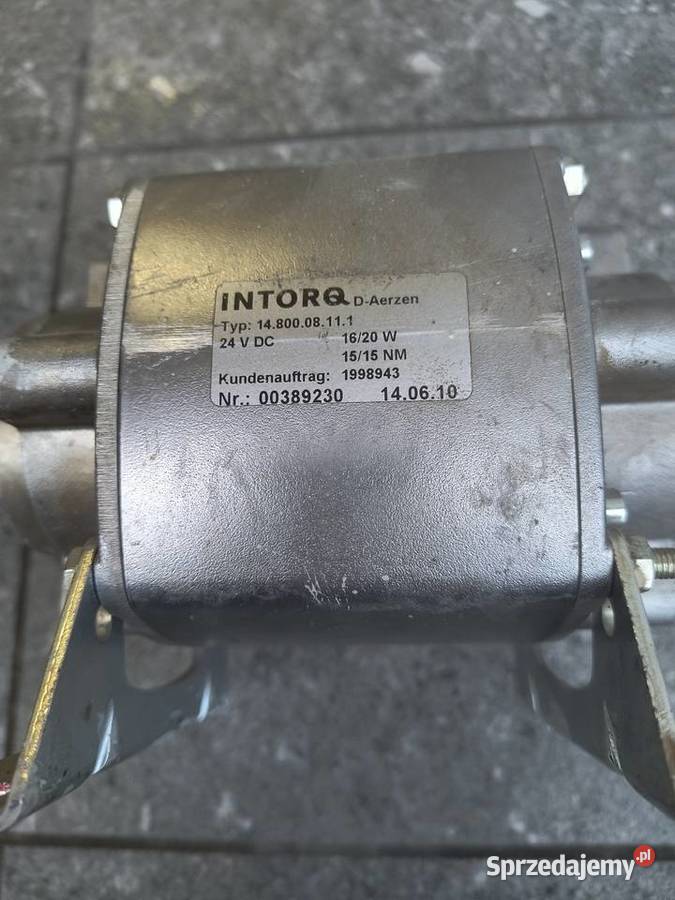 INTORQ D-Aerzen
Typ: 14.800.08.11.1
24 V DC 16/20 W
15/15 NM
Kundenauftrag: 1998943
Nr.: 00389230 14.06.10
Sprzedajemy.pl